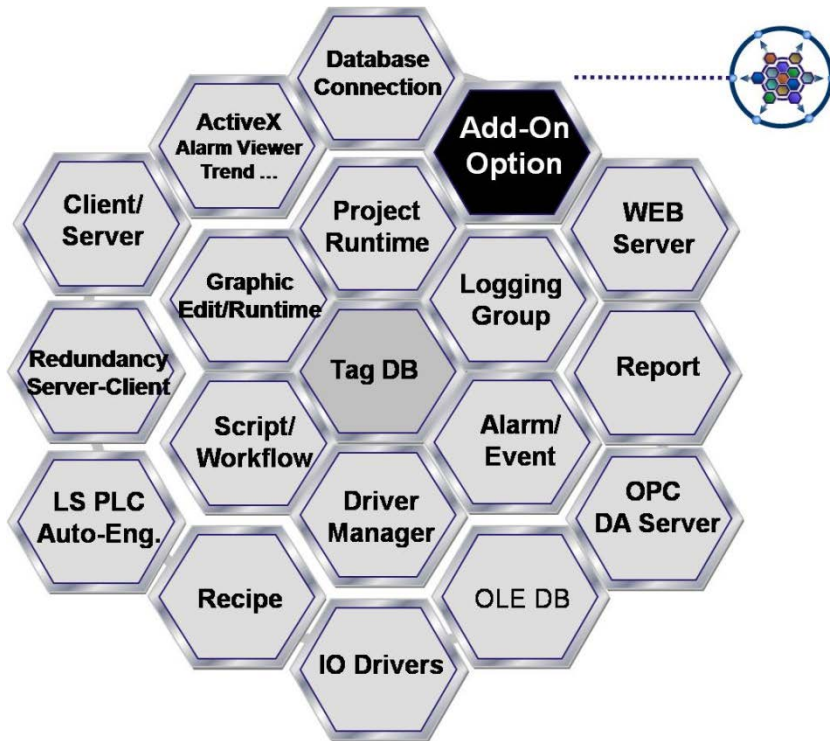 Database
Connection
ActiveX
Alarm Viewer
Trend ...
Add-On
Option
Client/
Server
Project
Runtime
WEB
Server
Graphic
Edit/Runtime
Logging
Group
Redundancy
Server-Client
Tag DB
Report
Script/
Workflow
Alarm/
Event
LS PLC
Auto-Eng.
Driver
Manager
OPC
DA Server
Recipe
OLE DB
IO Drivers